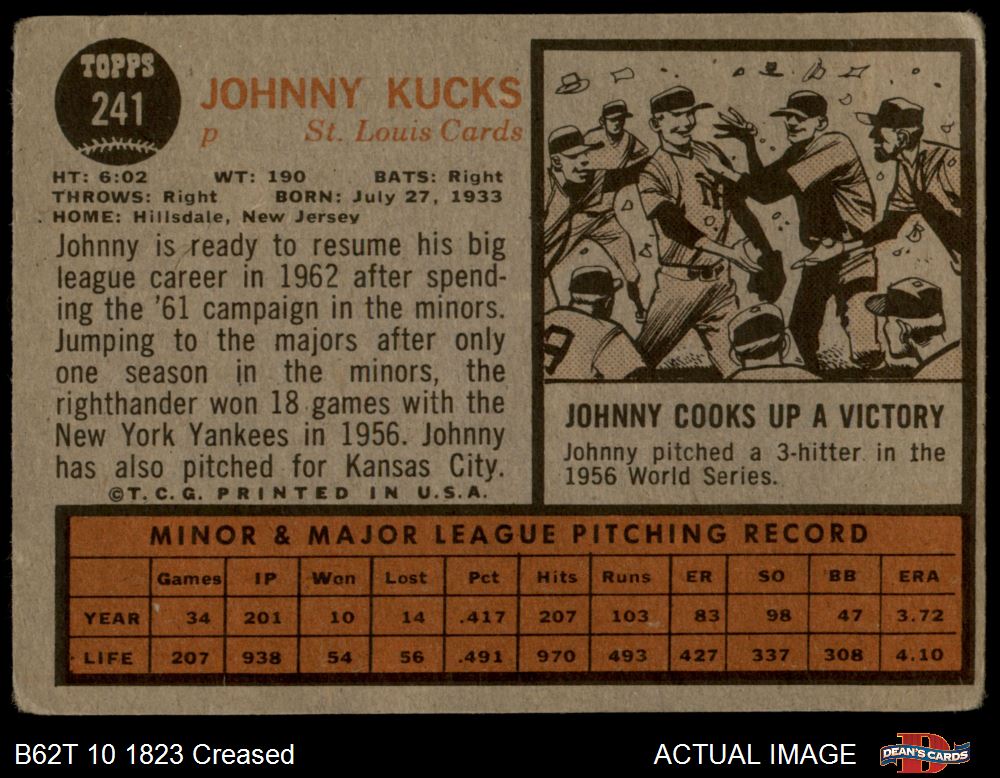 TOPPS
241
JOHNNY KUCKS
p St. Louis Cards
HT: 6:02 WT: 190 BATS: Right
THROWS: Right BORN: July 27, 1933
HOME: Hillsdale, New Jersey
Johnny is ready to resume his big
league career in 1962 after spend-
ing the '61 campaign in the minors.
Jumping to the majors after only
one season in the minors, the
righthander won 18 games with the
New York Yankees in 1956. Johnny
has also pitched for Kansas City.
©T.C.G. PRINTED IN U.S.A.
NY
B
9
JOHNNY COOKS UP A VICTORY
Johnny pitched a 3-hitter in the
1956 World Series.
MINOR & MAJOR LEAGUE PITCHING RECORD
Games IP Won Lost Pct Hits Runs ER SO BB ERA
YEAR 34 201 10 14 .417 207 103 83 98 47 3.72
LIFE 207 938 54 56 .491 970 493 427 337 308 4.10
B62T 10 1823 Creased
ACTUAL IMAGE
DEAN'S CARDS